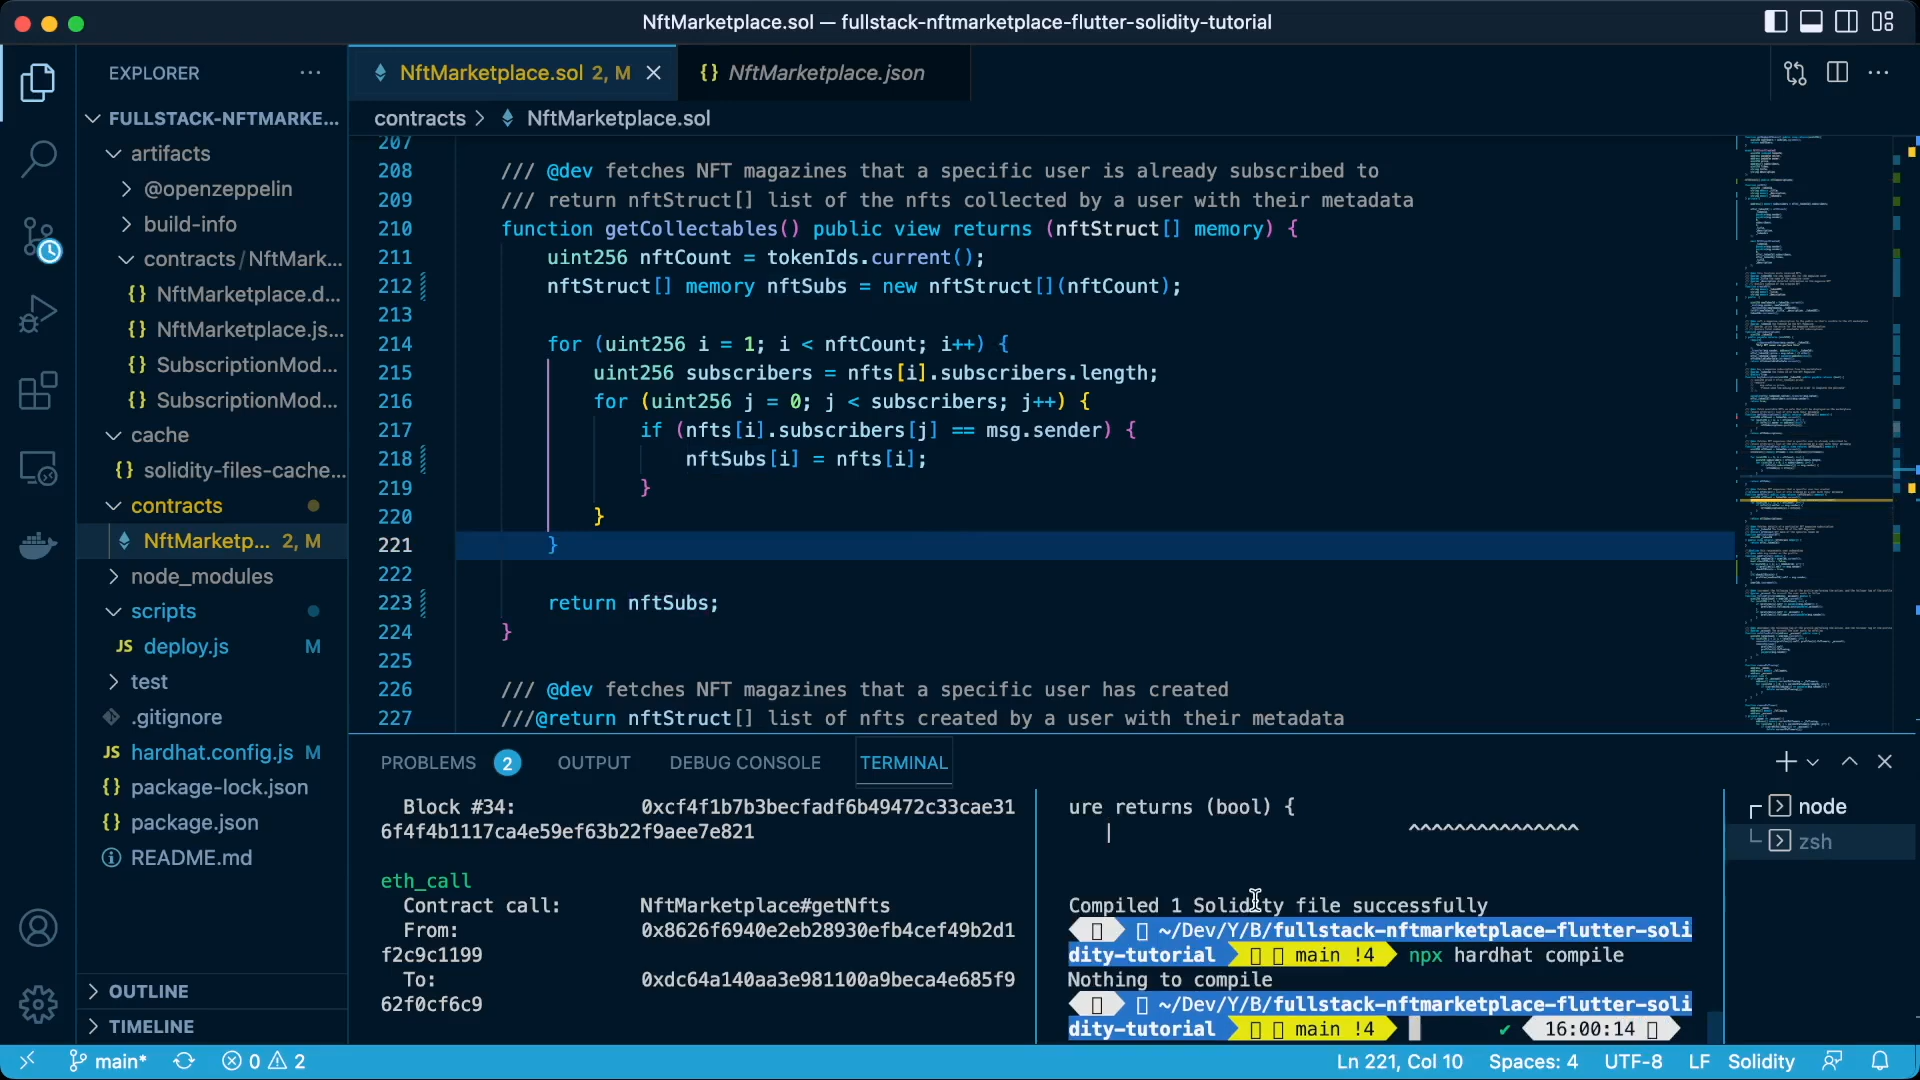 NftMarketplace.sol — fullstack-nftmarketplace-flutter-solidity-tutorial
EXPLORER
FULLSTACK-NFTMARKE...
artifacts
@openzeppelin
build-info
contracts/NftMark...
{} NftMarketplace.d...
{} NftMarketplace.js...
{} SubscriptionMod...
{} SubscriptionMod...
cache
{} solidity-files-cache...
contracts
NftMarketp... 2, M
node_modules
scripts
JS deploy.js M
test
.gitignore
JS hardhat.config.js M
{} package-lock.json
{} package.json
README.md
OUTLINE
TIMELINE
NftMarketplace.sol 2, M
{} NftMarketplace.json
contracts > NftMarketplace.sol
207
208 /// @dev fetches NFT magazines that a specific user is already subscribed to
209 /// return nftStruct[] list of the nfts collected by a user with their metadata
210 function getCollectables() public view returns (nftStruct[] memory) {
211 uint256 nftCount = tokenIds.current();
212 nftStruct[] memory nftSubs = new nftStruct[](nftCount);
213
214 for (uint256 i = 1; i < nftCount; i++) {
215 uint256 subscribers = nfts[i].subscribers.length;
216 for (uint256 j = 0; j < subscribers; j++) {
217 if (nfts[i].subscribers[j] == msg.sender) {
218 nftSubs[i] = nfts[i];
219 }
220 }
221 }
222
223 return nftSubs;
224 }
225
226 /// @dev fetches NFT magazines that a specific user has created
227 ///@return nftStruct[] list of nfts created by a user with their metadata
PROBLEMS 2 OUTPUT DEBUG CONSOLE TERMINAL
Block #34: 0xcf4f1b7b3becfadf6b49472c33cae31
6f4f4b1117ca4e59ef63b22f9aee7e821
eth_call
Contract call: NftMarketplace#getNfts
From: 0x8626f6940e2eb28930efb4cef49b2d1
f2c9c1199
To: 0xdc64a140aa3e981100a9beca4e685f9
62f0cf6c9
ure returns (bool) {
| ^^^^^^^^^^^^^^^
Compiled 1 Solidity file successfully
~/Dev/Y/B/fullstack-nftmarketplace-flutter-soli
dity-tutorial main !4 npx hardhat compile
Nothing to compile
~/Dev/Y/B/fullstack-nftmarketplace-flutter-soli
dity-tutorial main !4 ✔ 16:00:14
node
zsh
main* 0 2
Ln 221, Col 10 Spaces: 4 UTF-8 LF Solidity